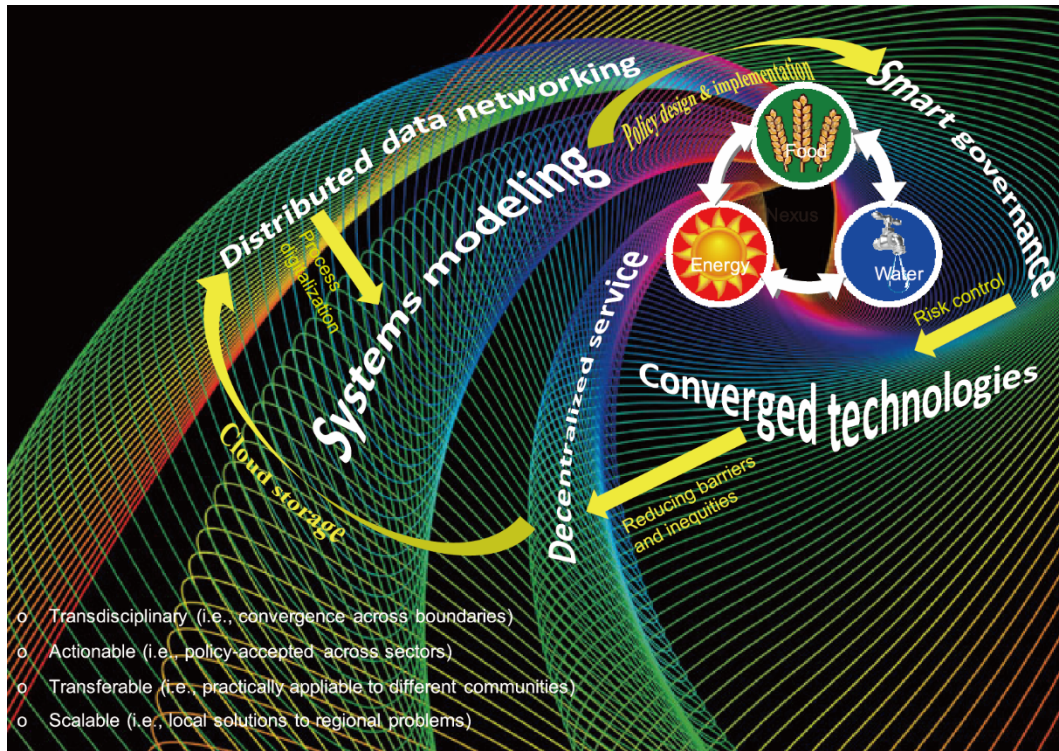 Distributed data networking
Policy design & implementation
Smart governance
Food
Nexus
Energy
Water
Process
digitalization
Systems modeling
Risk control
Decentralized service
Converged technologies
Cloud storage
Reducing barriers
and inequities
o Transdisciplinary (i.e., convergence across boundaries)
o Actionable (i.e., policy-accepted across sectors)
o Transferable (i.e., practically appliable to different communities)
o Scalable (i.e., local solutions to regional problems)